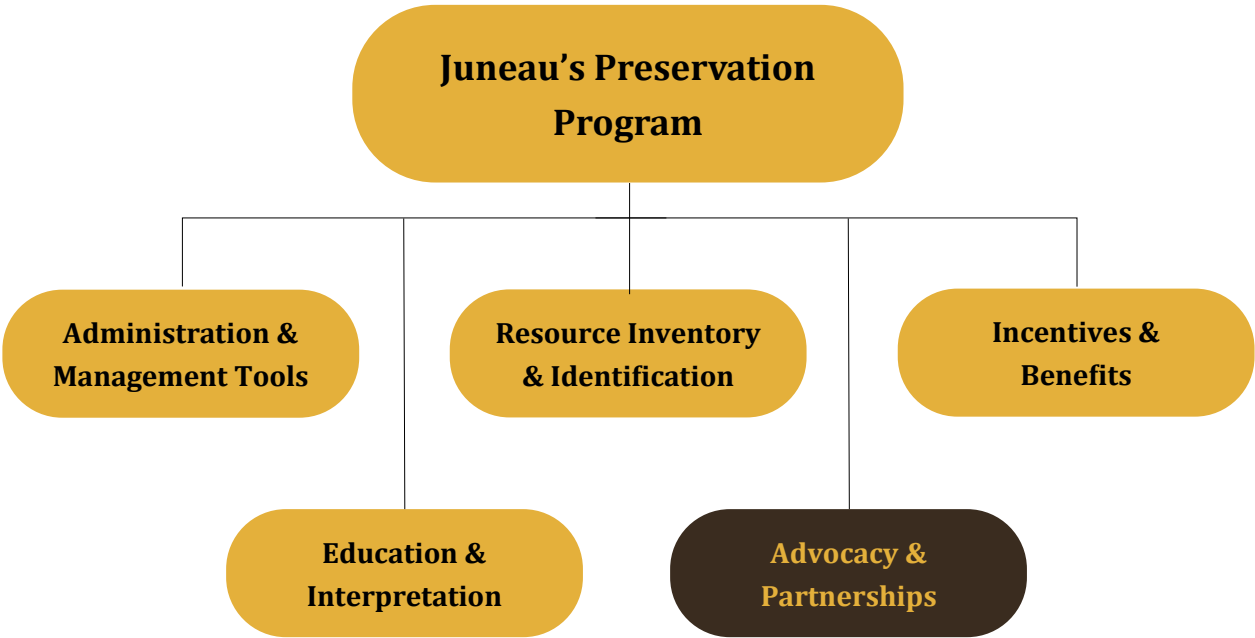 Juneau’s Preservation
Program
Administration &
Management Tools
Resource Inventory
& Identification
Incentives &
Benefits
Education &
Interpretation
Advocacy &
Partnerships